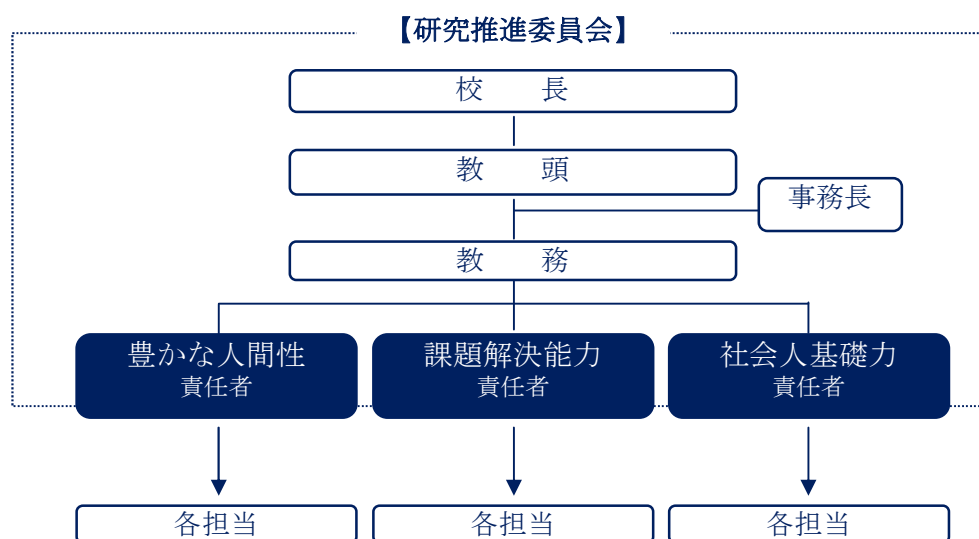 【研究推進委員会】
校　　長
教　　頭
事務長
教　　務
豊かな人間性
責任者
課題解決能力
責任者
社会人基礎力
責任者
各担当
各担当
各担当